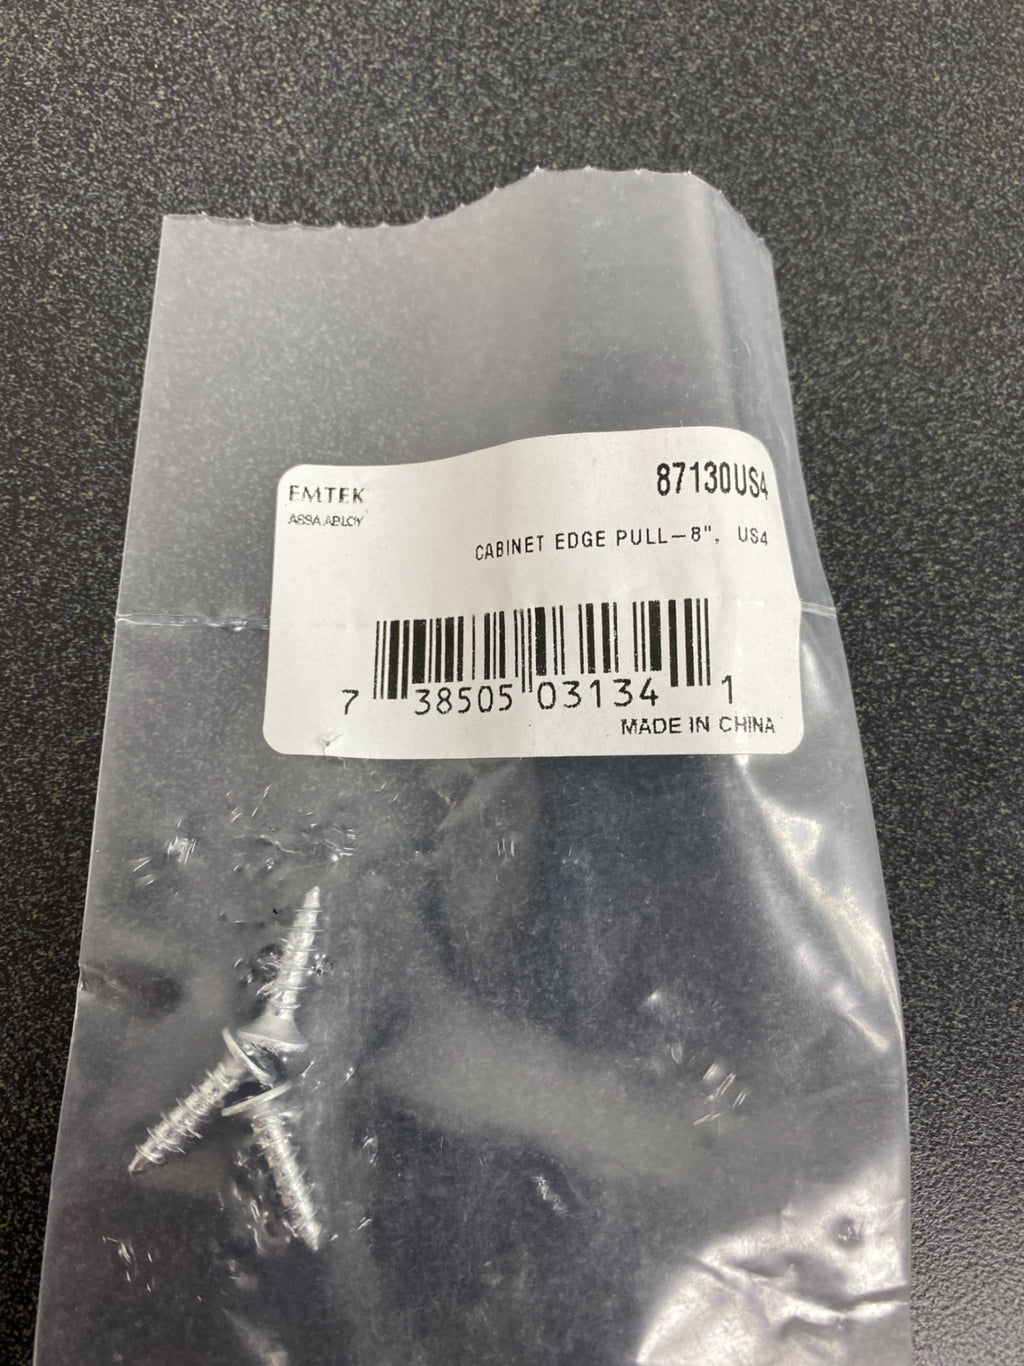 EMTEK
ASSA ABLOY
87130US4
CABINET EDGE PULL-8", US4
7 38505 03134 1
MADE IN CHINA